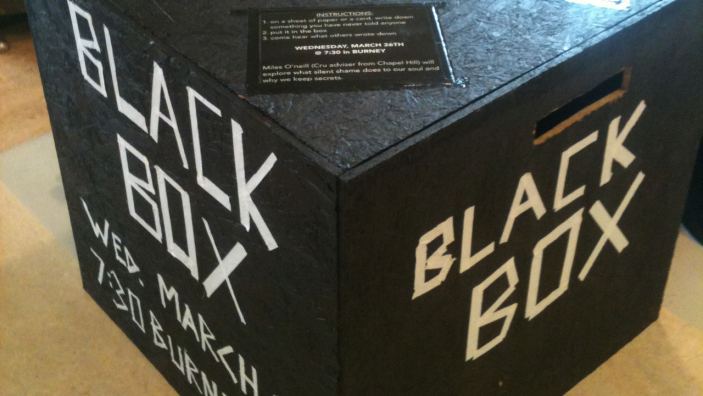 INSTRUCTIONS:
1. on a sheet of paper or a card, write down
something you have never told anyone
2. put it in the box
3. come hear what others wrote down
WEDNESDAY, MARCH 26TH
@ 7:30 in BURNEY
Miles O'neill (Cru adviser from Chapel Hill) will
explore what silent shame does to our soul and
why we keep secrets.
BLACK
BOX
WED. MARCH
7:30 BURN
BLACK
BOX